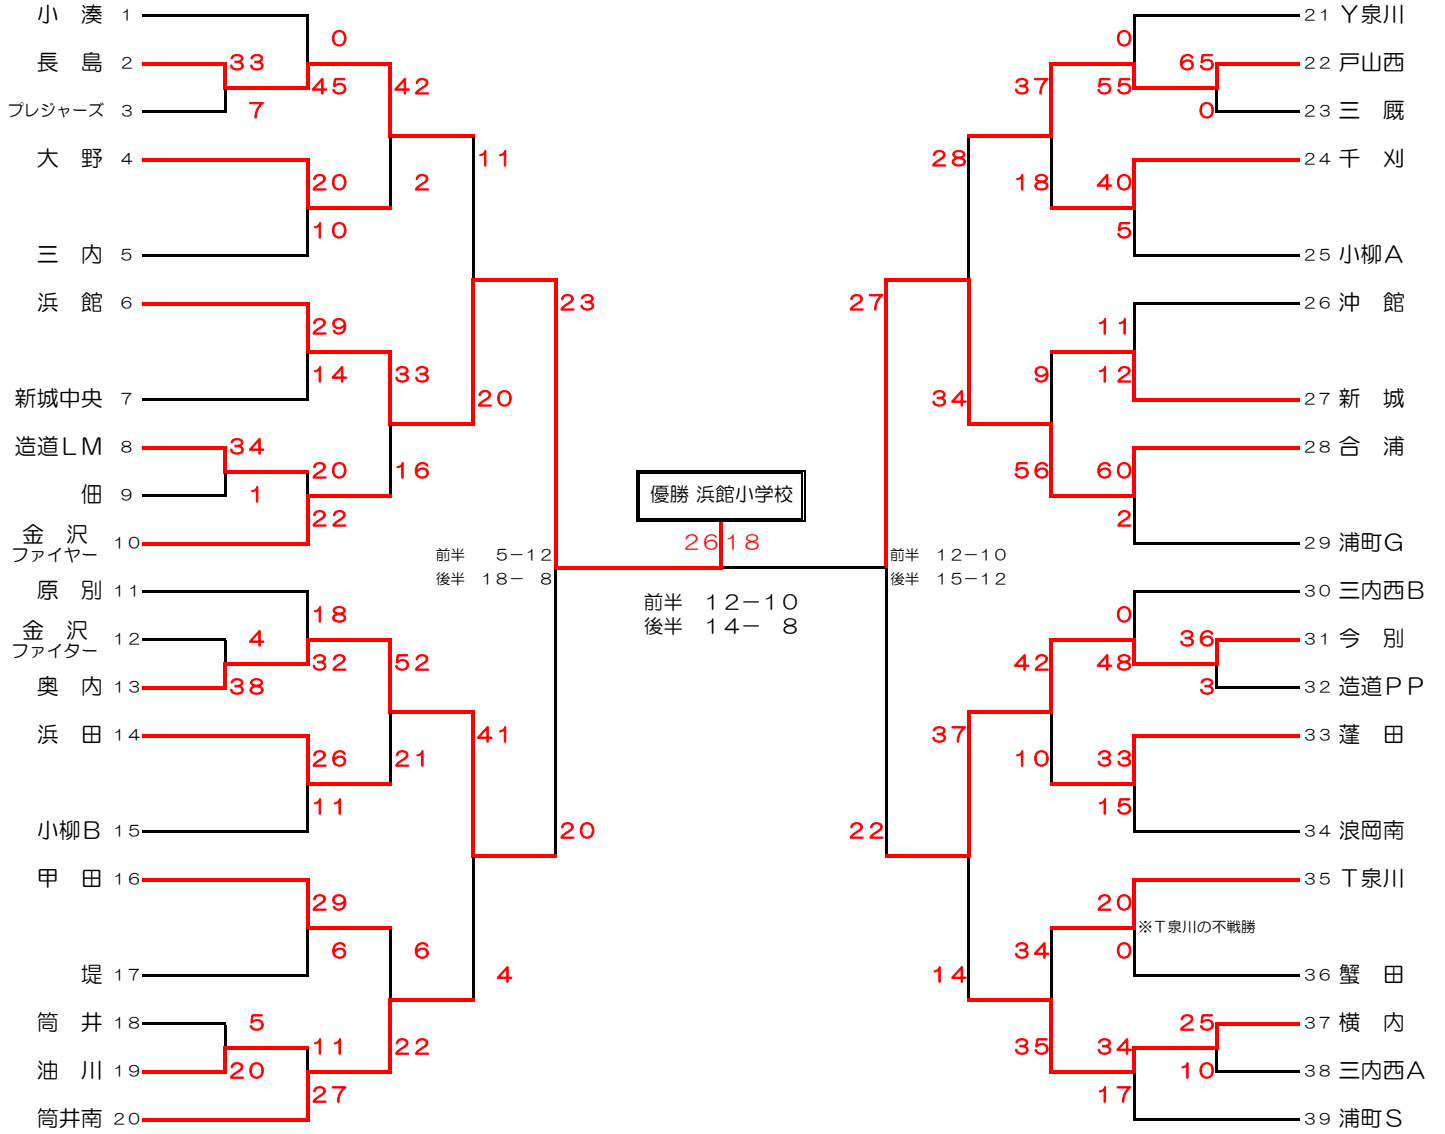 小　湊 1
0
長　島 2
33
45
42
プレジャーズ 3
7
大　野 4
11
20
2
10
三　内 5
浜　館 6
23
29
14
33
新城中央 7
20
造道ＬＭ 8
34
20
16
佃 9
1
22
金　沢
ファイヤー 10
原　別 11
18
金　沢
ファイター 12
4
32
52
奥　内 13
38
浜　田 14
41
26
21
11
小柳Ｂ 15
20
甲　田 16
29
6
6
堤 17
4
筒　井 18
5
11
22
油　川 19
20
27
筒井南 20
優勝 浜館小学校
26 18
前半　5－12
後半　18－ 8
前半　12－10
後半　15－12
前半　12－10
後半　14－ 8
21 Ｙ泉川
0
22 戸山西
65
55
37
23 三　厩
0
24 千　刈
28
40
18
5
25 小柳Ａ
26 沖　館
27
11
12
9
27 新　城
34
28 合　浦
60
56
2
29 浦町Ｇ
30 三内西Ｂ
0
31 今　別
36
48
42
32 造道ＰＰ
3
33 蓬　田
37
33
10
15
34 浪岡南
22
35 Ｔ泉川
20
※Ｔ泉川の不戦勝
0
34
36 蟹　田
14
37 横　内
25
34
35
38 三内西Ａ
10
17
39 浦町Ｓ